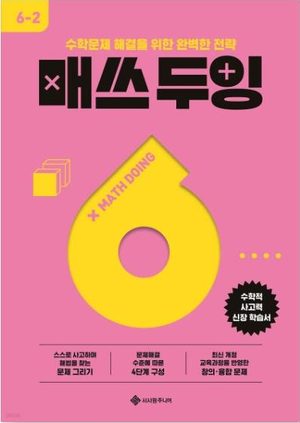 6-2
수학문제 해결을 위한 완벽한 전략
매쓰 두잉
6
× MATH DOING
수학적
사고력
신장 학습서
스스로 사고하여
해법을 찾는
문제 그리기
문제해결
수준에 따른
4단계 구성
최신 개정
교육과정을 반영한
창의·융합 문제
서사원주니어